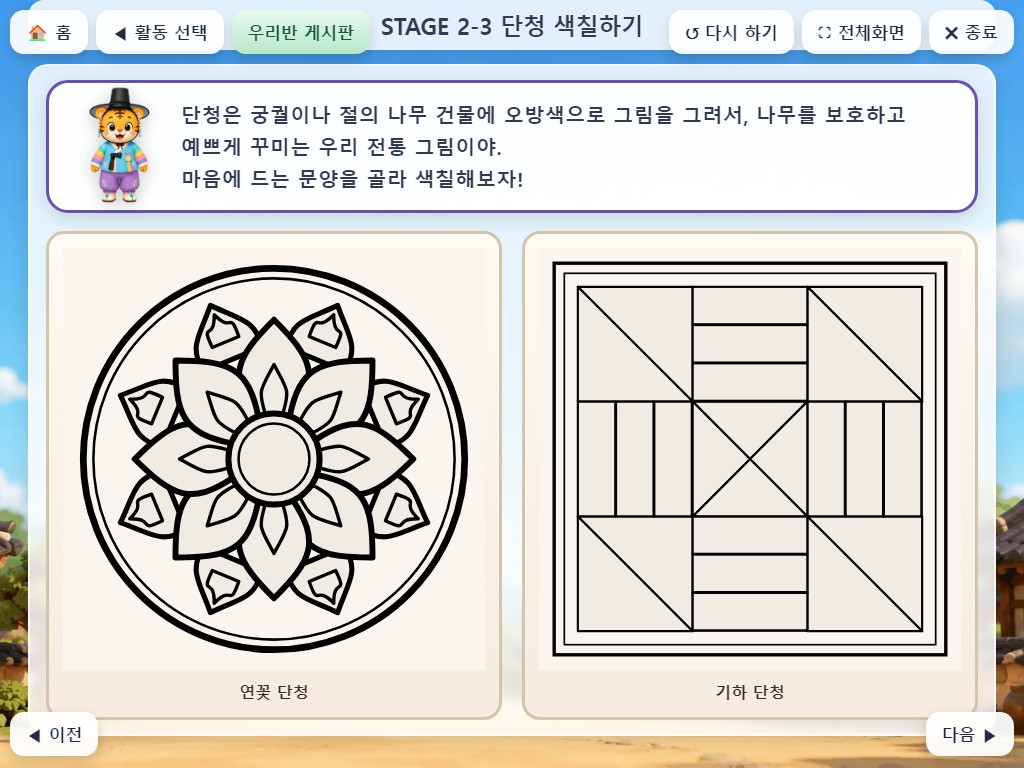 홈
◀ 활동 선택
우리반 게시판
STAGE 2-3 단청 색칠하기
↺ 다시 하기
⛶ 전체화면
✕ 종료
단청은 궁궐이나 절의 나무 건물에 오방색으로 그림을 그려서, 나무를 보호하고
예쁘게 꾸미는 우리 전통 그림이야.
마음에 드는 문양을 골라 색칠해보자!
연꽃 단청
기하 단청
◀ 이전
다음 ▶